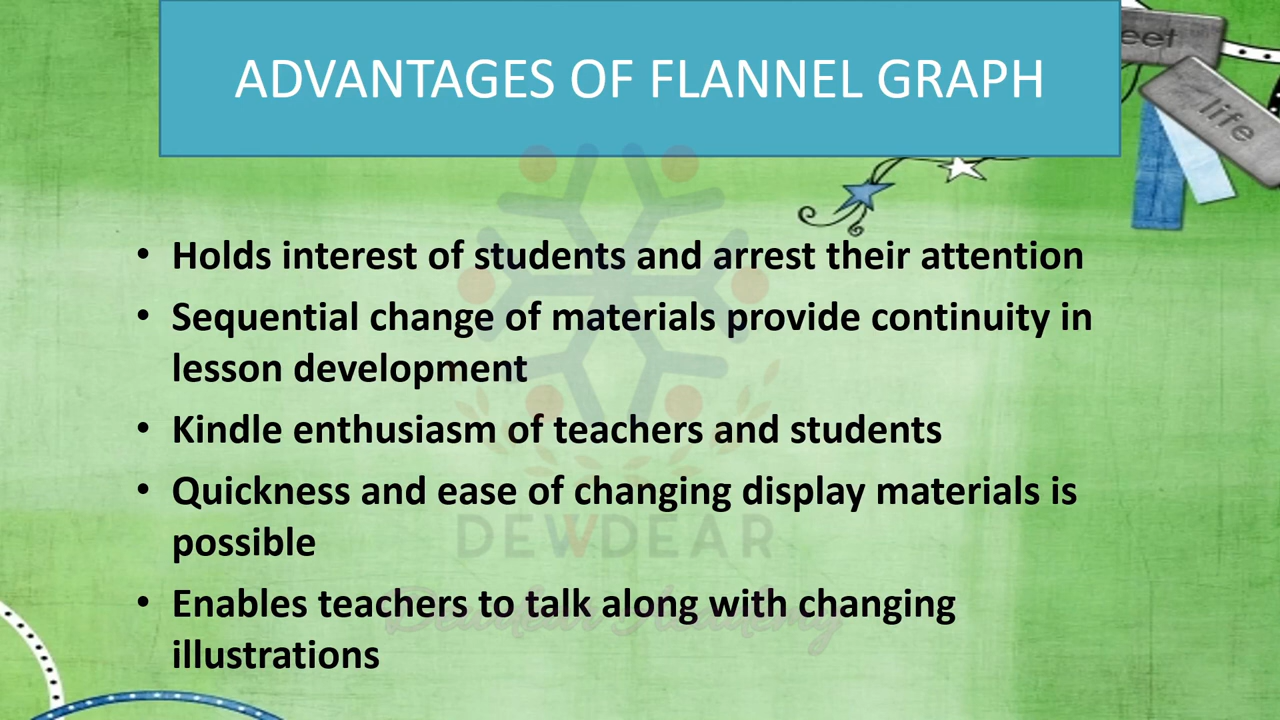 ADVANTAGES OF FLANNEL GRAPH
eet
life
• Holds interest of students and arrest their attention
• Sequential change of materials provide continuity in
lesson development
• Kindle enthusiasm of teachers and students
• Quickness and ease of changing display materials is
possible
DEWDEAR
• Enables teachers to talk along with changing
Dewdear Academy
illustrations